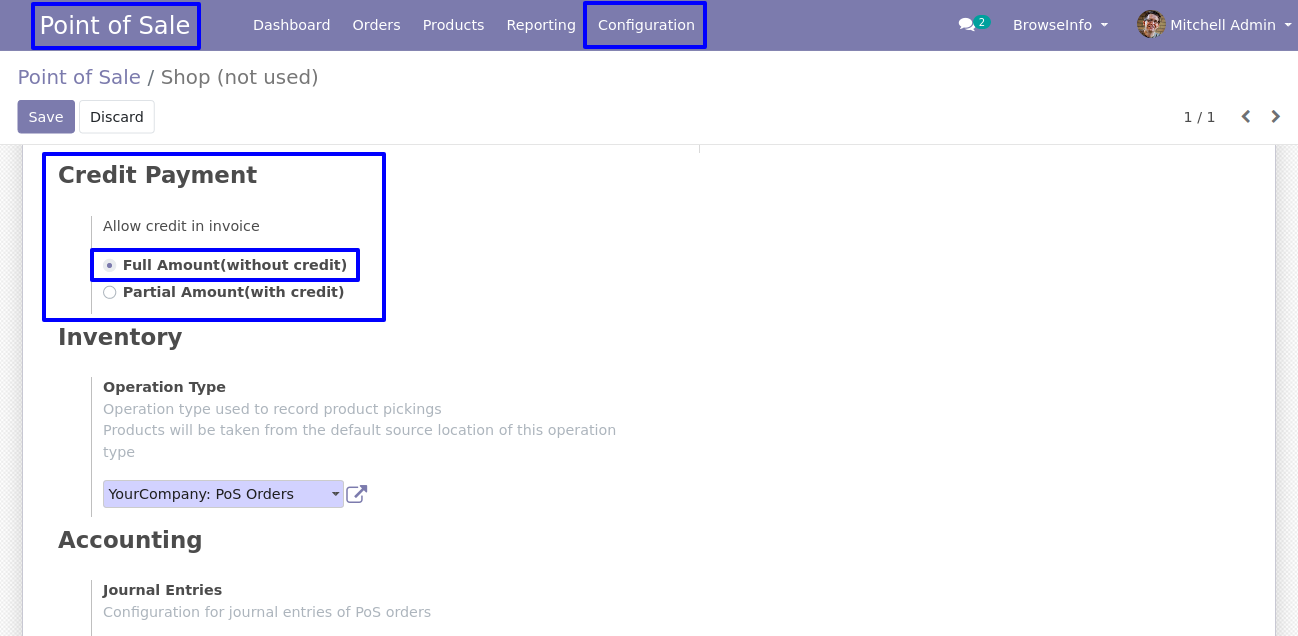 Point of Sale Dashboard Orders Products Reporting Configuration 2 BrowseInfo Mitchell Admin
Point of Sale / Shop (not used)
Save Discard 1 / 1
Credit Payment
Allow credit in invoice
Full Amount(without credit)
Partial Amount(with credit)
Inventory
Operation Type
Operation type used to record product pickings
Products will be taken from the default source location of this operation
type
YourCompany: PoS Orders
Accounting
Journal Entries
Configuration for journal entries of PoS orders